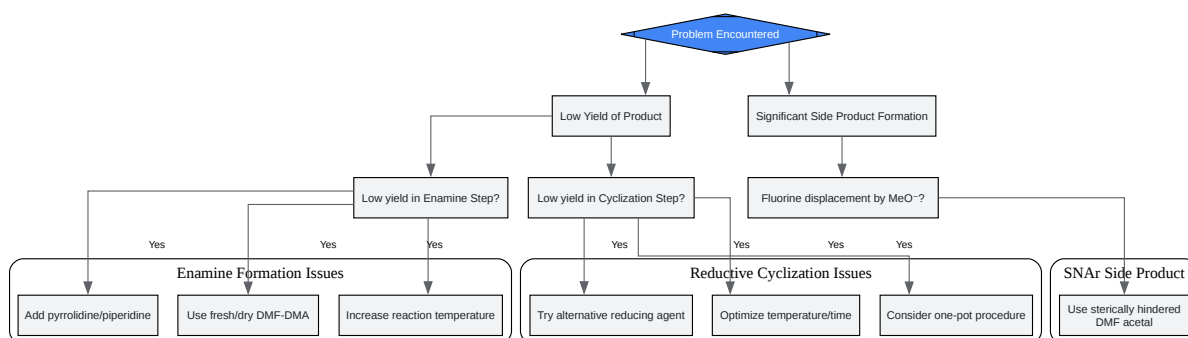 Problem Encountered
Low Yield of Product
Significant Side Product Formation
Low yield in Enamine Step?
Low yield in Cyclization Step?
Fluorine displacement by MeO⁻?
Yes
Yes
Yes
Yes
Yes
Yes
Yes
Enamine Formation Issues
Reductive Cyclization Issues
SNAr Side Product
Add pyrrolidine/piperidine
Use fresh/dry DMF-DMA
Increase reaction temperature
Try alternative reducing agent
Optimize temperature/time
Consider one-pot procedure
Use sterically hindered
DMF acetal